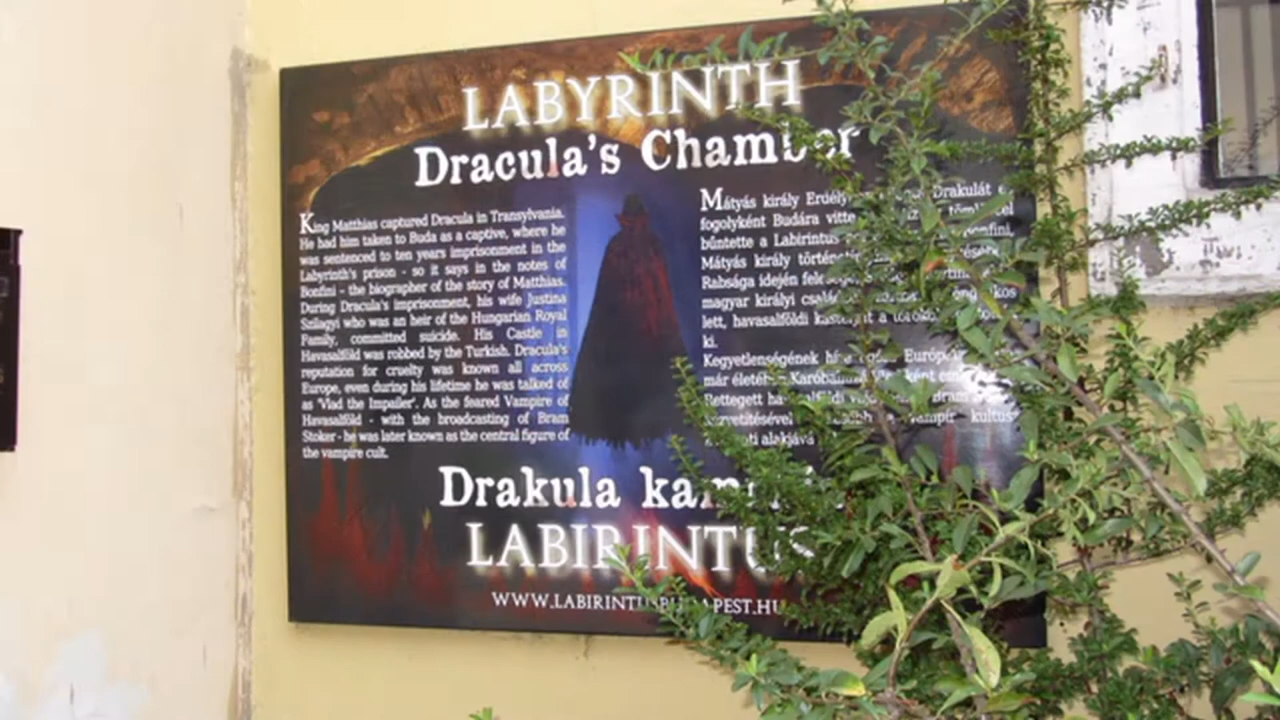 LABYRINTH
Dracula's Chamber
King Matthias captured Dracula in Transylvania.
He had him taken to Buda as a captive, where he
was sentenced to ten years imprisonment in the
Labyrinth's prison - so it says in the notes of
Bonfini - the biographer of the story of Matthias.
During Dracula's imprisonment, his wife Justina
Szilagyi who was an heir of the Hungarian Royal
Family, committed suicide. His Castle in
Havasalföld was robbed by the Turkish. Dracula's
reputation for cruelty was known all across
Europe, even during his lifetime he was talked of
as 'Vlad the Impailer'. As the feared Vampire of
Havasalföld - with the broadcasting of Bram
Stoker - he was later known as the central figure of
the vampire cult.
Mátyás király Drakulát
fogolyként Budára
bűntette a Labirintus
Mátyás király
Rabsága idején
magyar királyi
lett, havasalföldi a
ki.
Kegyetlenségének
már
Rettegett Bram
vampír kultusz
Drakula
LABIRINTUS
WWW.LABIRINTUSBUDAPEST.HU